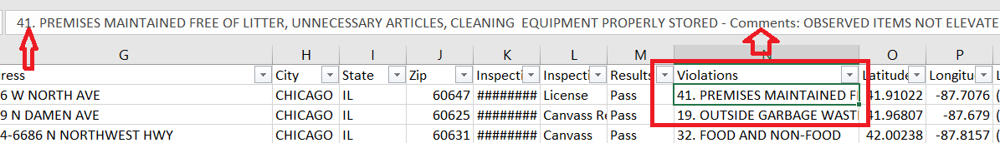 41. PREMISES MAINTAINED FREE OF LITTER, UNNECESSARY ARTICLES, CLEANING  EQUIPMENT PROPERLY STORED - Comments: OBSERVED ITEMS NOT ELEVATE
G H I J K L M N O P
ress City State Zip Inspecti Inspecti Results Violations Latitude Longitu
6 W NORTH AVE CHICAGO IL 60647 ######## License Pass 41. PREMISES MAINTAINED F 41.91022 -87.7076
9 N DAMEN AVE CHICAGO IL 60625 ######## Canvass Re Pass 19. OUTSIDE GARBAGE WAST 41.96807 -87.679
4-6686 N NORTHWEST HWY CHICAGO IL 60631 ######## Canvass Pass 32. FOOD AND NON-FOOD 42.00238 -87.8157